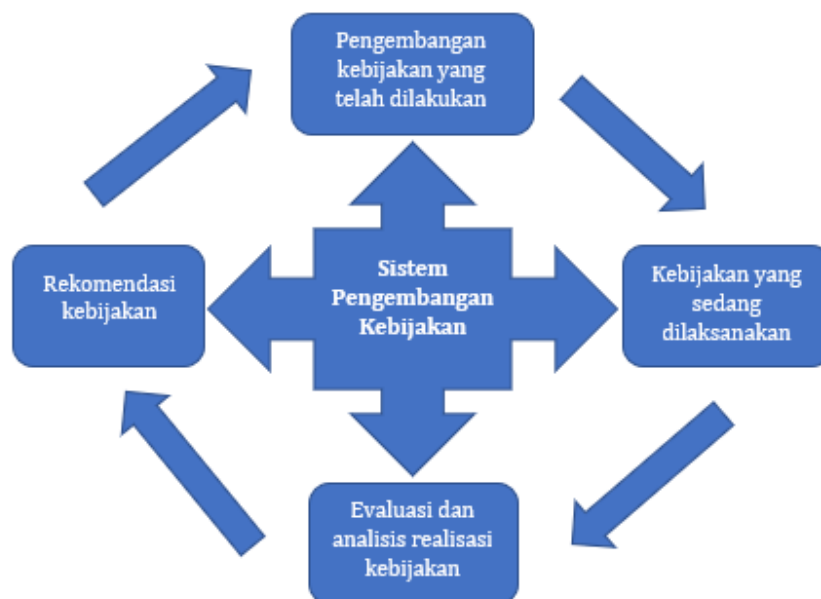 Pengembangan
kebijakan yang
telah dilakukan
Rekomendasi
kebijakan
Sistem
Pengembangan
Kebijakan
Kebijakan yang
sedang
dilaksanakan
Evaluasi dan
analisis realisasi
kebijakan